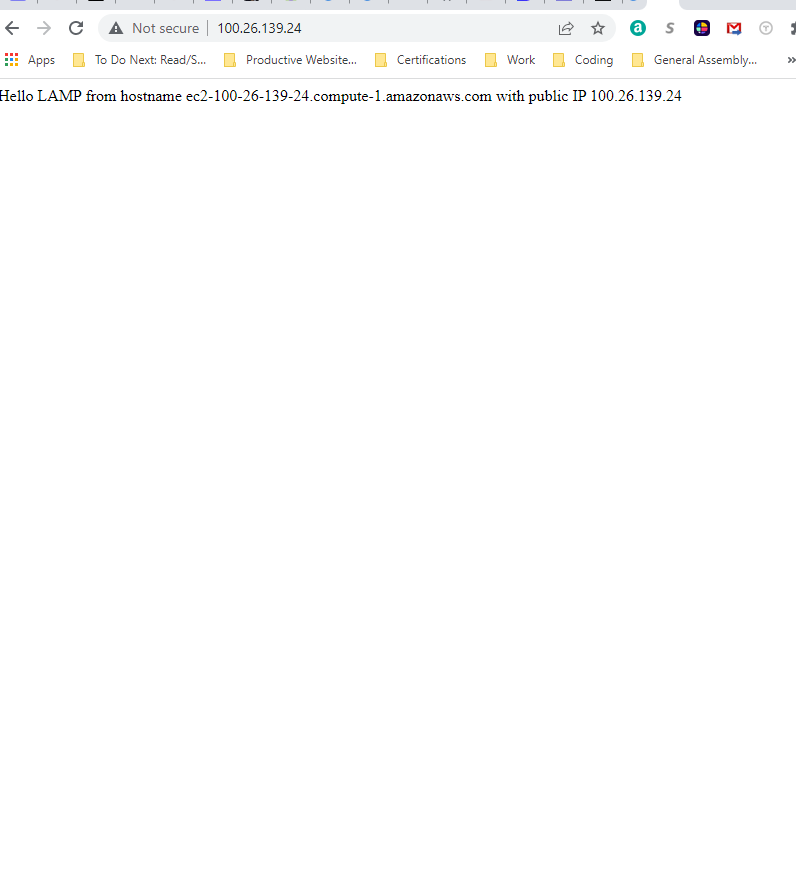 Not secure 100.26.139.24
Apps To Do Next: Read/S... Productive Website... Certifications Work Coding General Assembly... »
Hello LAMP from hostname ec2-100-26-139-24.compute-1.amazonaws.com with public IP 100.26.139.24